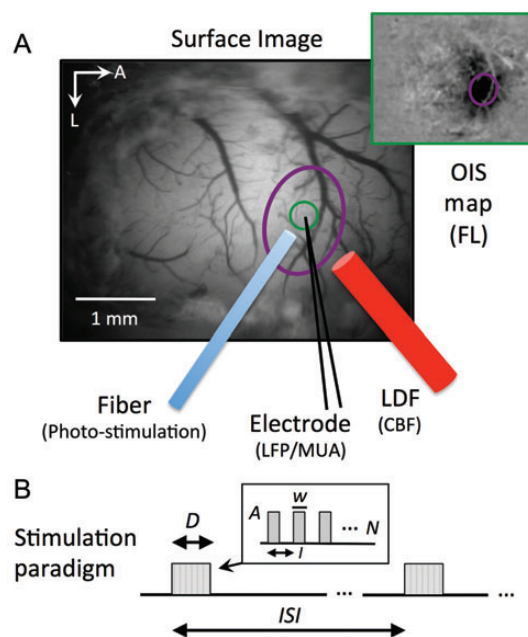 A
Surface Image
A
L
OIS
map
(FL)
1 mm
Fiber
(Photo-stimulation)
Electrode
(LFP/MUA)
LDF
(CBF)
B
Stimulation
paradigm
D
A
w
... N
I
...
...
ISI